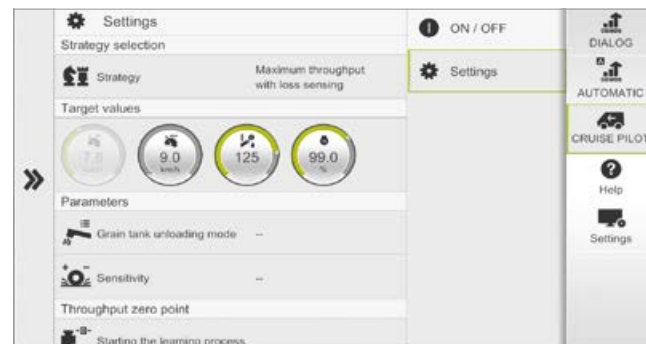 Settings
Strategy selection
Strategy
Maximum throughput
with loss sensing
Target values
9.0
km/h
125
99.0
%
Parameters
Grain tank unloading mode --
Sensitivity --
Throughput zero point
Starting the learning process
ON / OFF
Settings
DIALOG
AUTOMATIC
CRUISE PILOT
Help
Settings